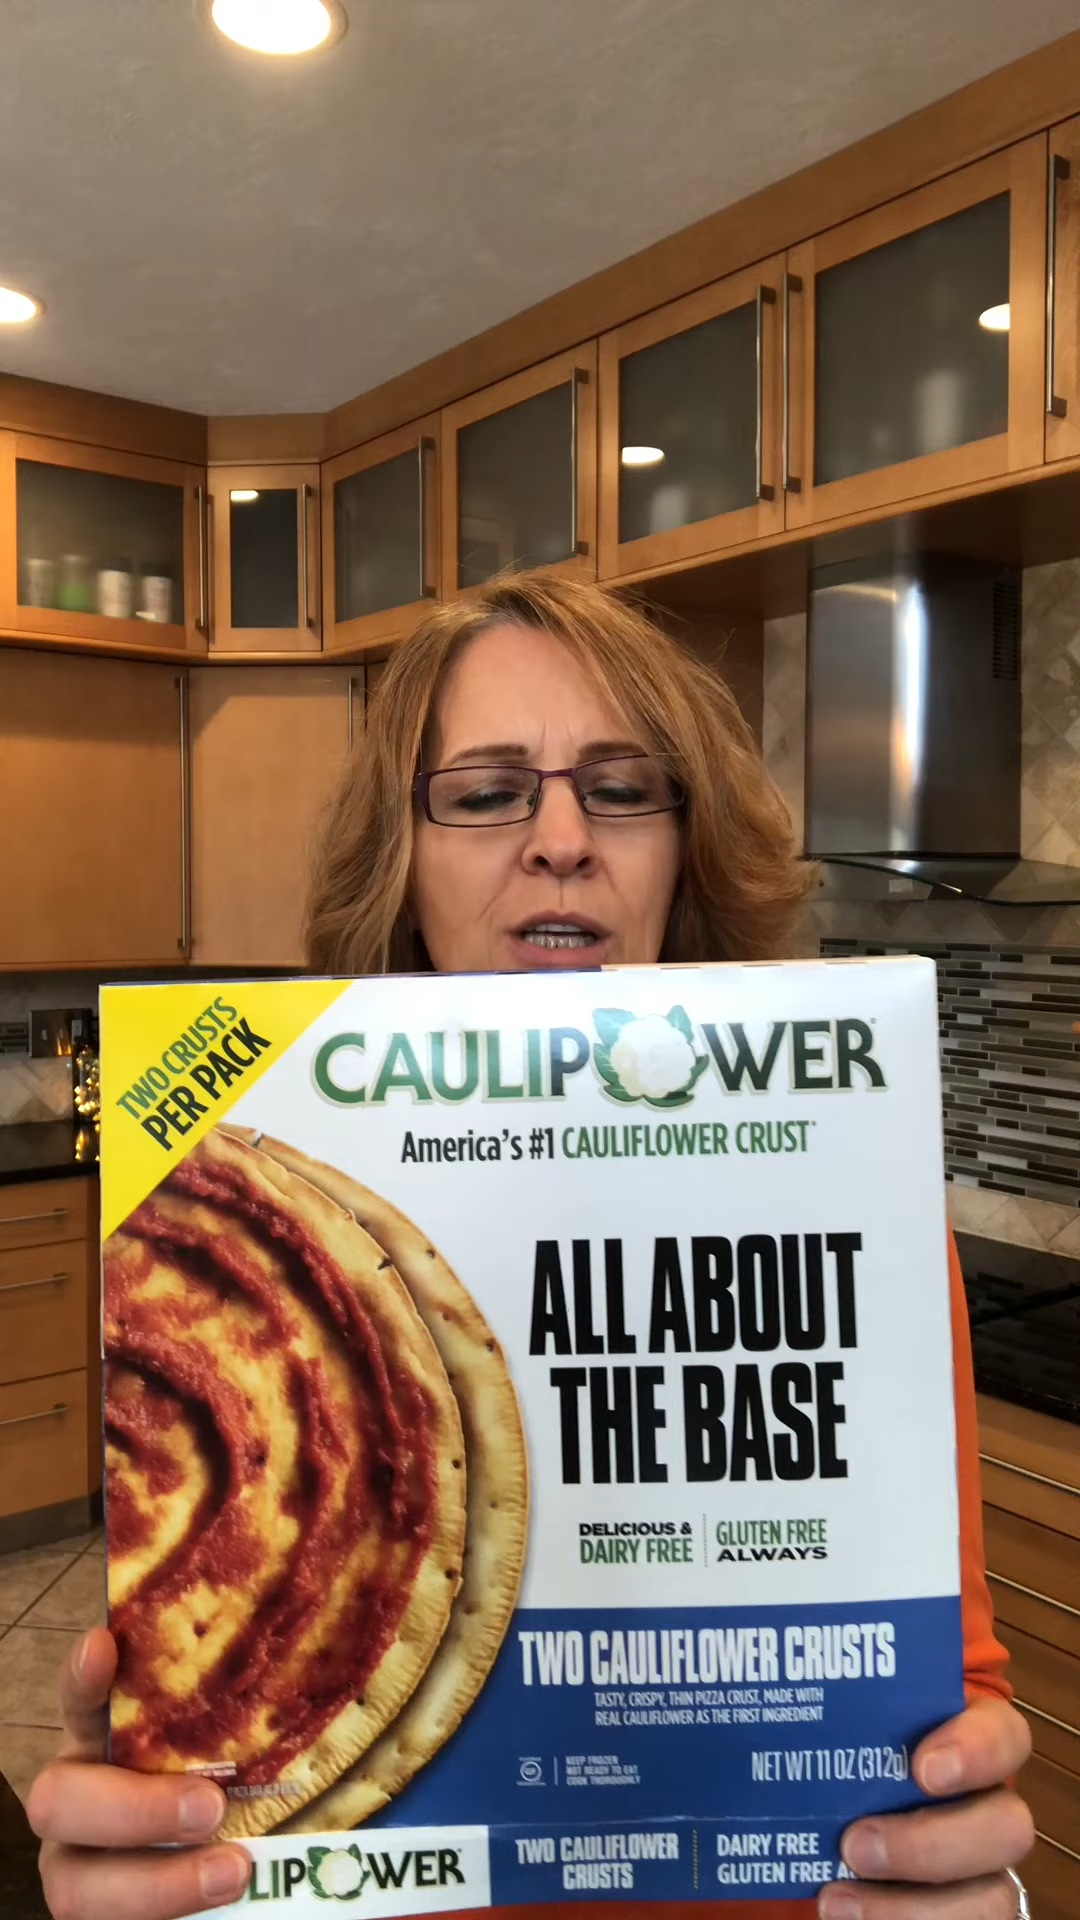 TWO CRUSTS
PER PACK
CAULIPOWER
America's #1 CAULIFLOWER CRUST*
ALL ABOUT
THE BASE
DELICIOUS &
DAIRY FREE
GLUTEN FREE
ALWAYS
TWO CAULIFLOWER CRUSTS
TASTY, CRISPY, THIN PIZZA CRUST, MADE WITH
REAL CAULIFLOWER AS THE FIRST INGREDIENT
GF
KEEP FROZEN
NOT READY TO EAT
COOK THOROUGHLY
NET WT 11 OZ (312g)
LIPOWER
TWO CAULIFLOWER
CRUSTS
DAIRY FREE
GLUTEN FREE A